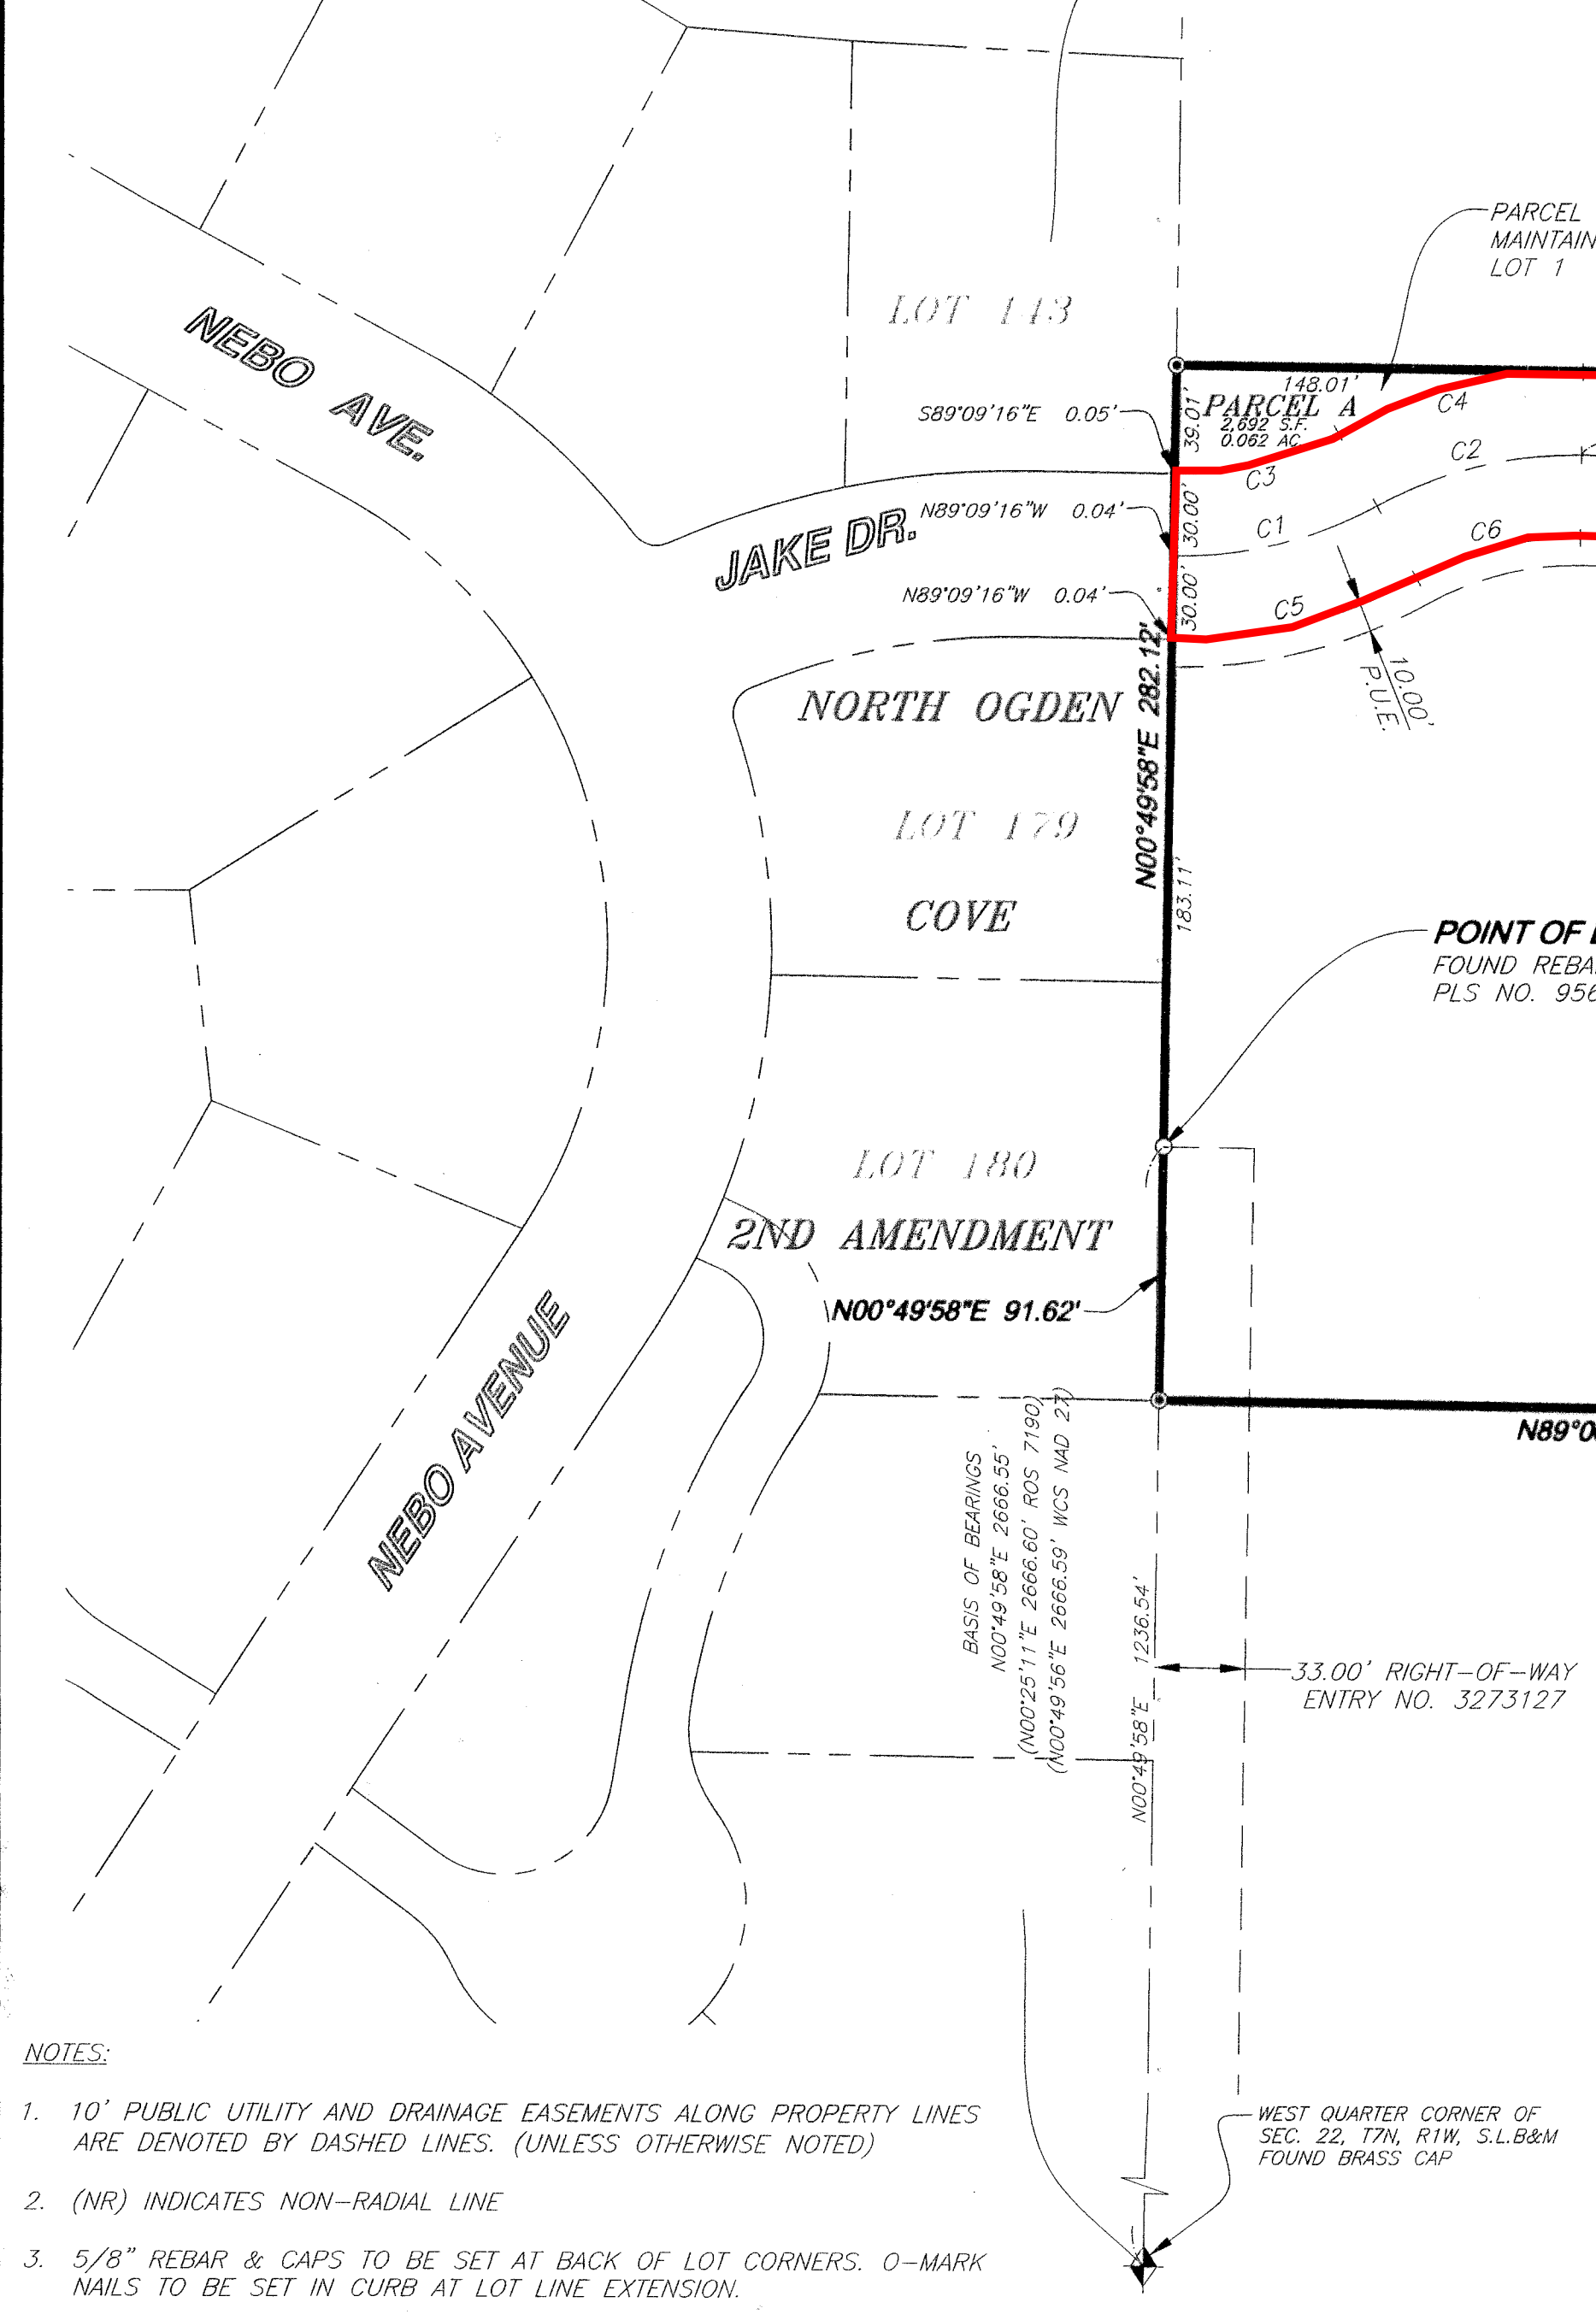 PARCEL
MAINTAIN
LOT 1
NEBO AVE.
LOT 143
148.01'
PARCEL A
2,692 S.F.
0.062 AC
39.01'
S89°09'16"E 0.05'
C4
C2
C3
N89°09'16"W 0.04'
30.00'
C1
C6
JAKE DR.
N89°09'16"W 0.04'
30.00'
C5
10.00'
P.U.E.
NORTH OGDEN
N00°49'58"E 282.12'
LOT 179
183.11'
COVE
POINT OF
FOUND REBA
PLS NO. 956
LOT 180
2ND AMENDMENT
N00°49'58"E 91.62'
NEBO AVENUE
N89°0
BASIS OF BEARINGS
N00°49'58"E 2666.55'
(N00°25'11"E 2666.60' ROS 7190)
(N00°49'56"E 2666.59' WCS NAD 27)
N00°49'58"E 1236.54'
33.00' RIGHT-OF-WAY
ENTRY NO. 3273127
NOTES:
1. 10' PUBLIC UTILITY AND DRAINAGE EASEMENTS ALONG PROPERTY LINES
ARE DENOTED BY DASHED LINES. (UNLESS OTHERWISE NOTED)
2. (NR) INDICATES NON-RADIAL LINE
3. 5/8" REBAR & CAPS TO BE SET AT BACK OF LOT CORNERS. O-MARK
NAILS TO BE SET IN CURB AT LOT LINE EXTENSION.
WEST QUARTER CORNER OF
SEC. 22, T7N, R1W, S.L.B&M
FOUND BRASS CAP